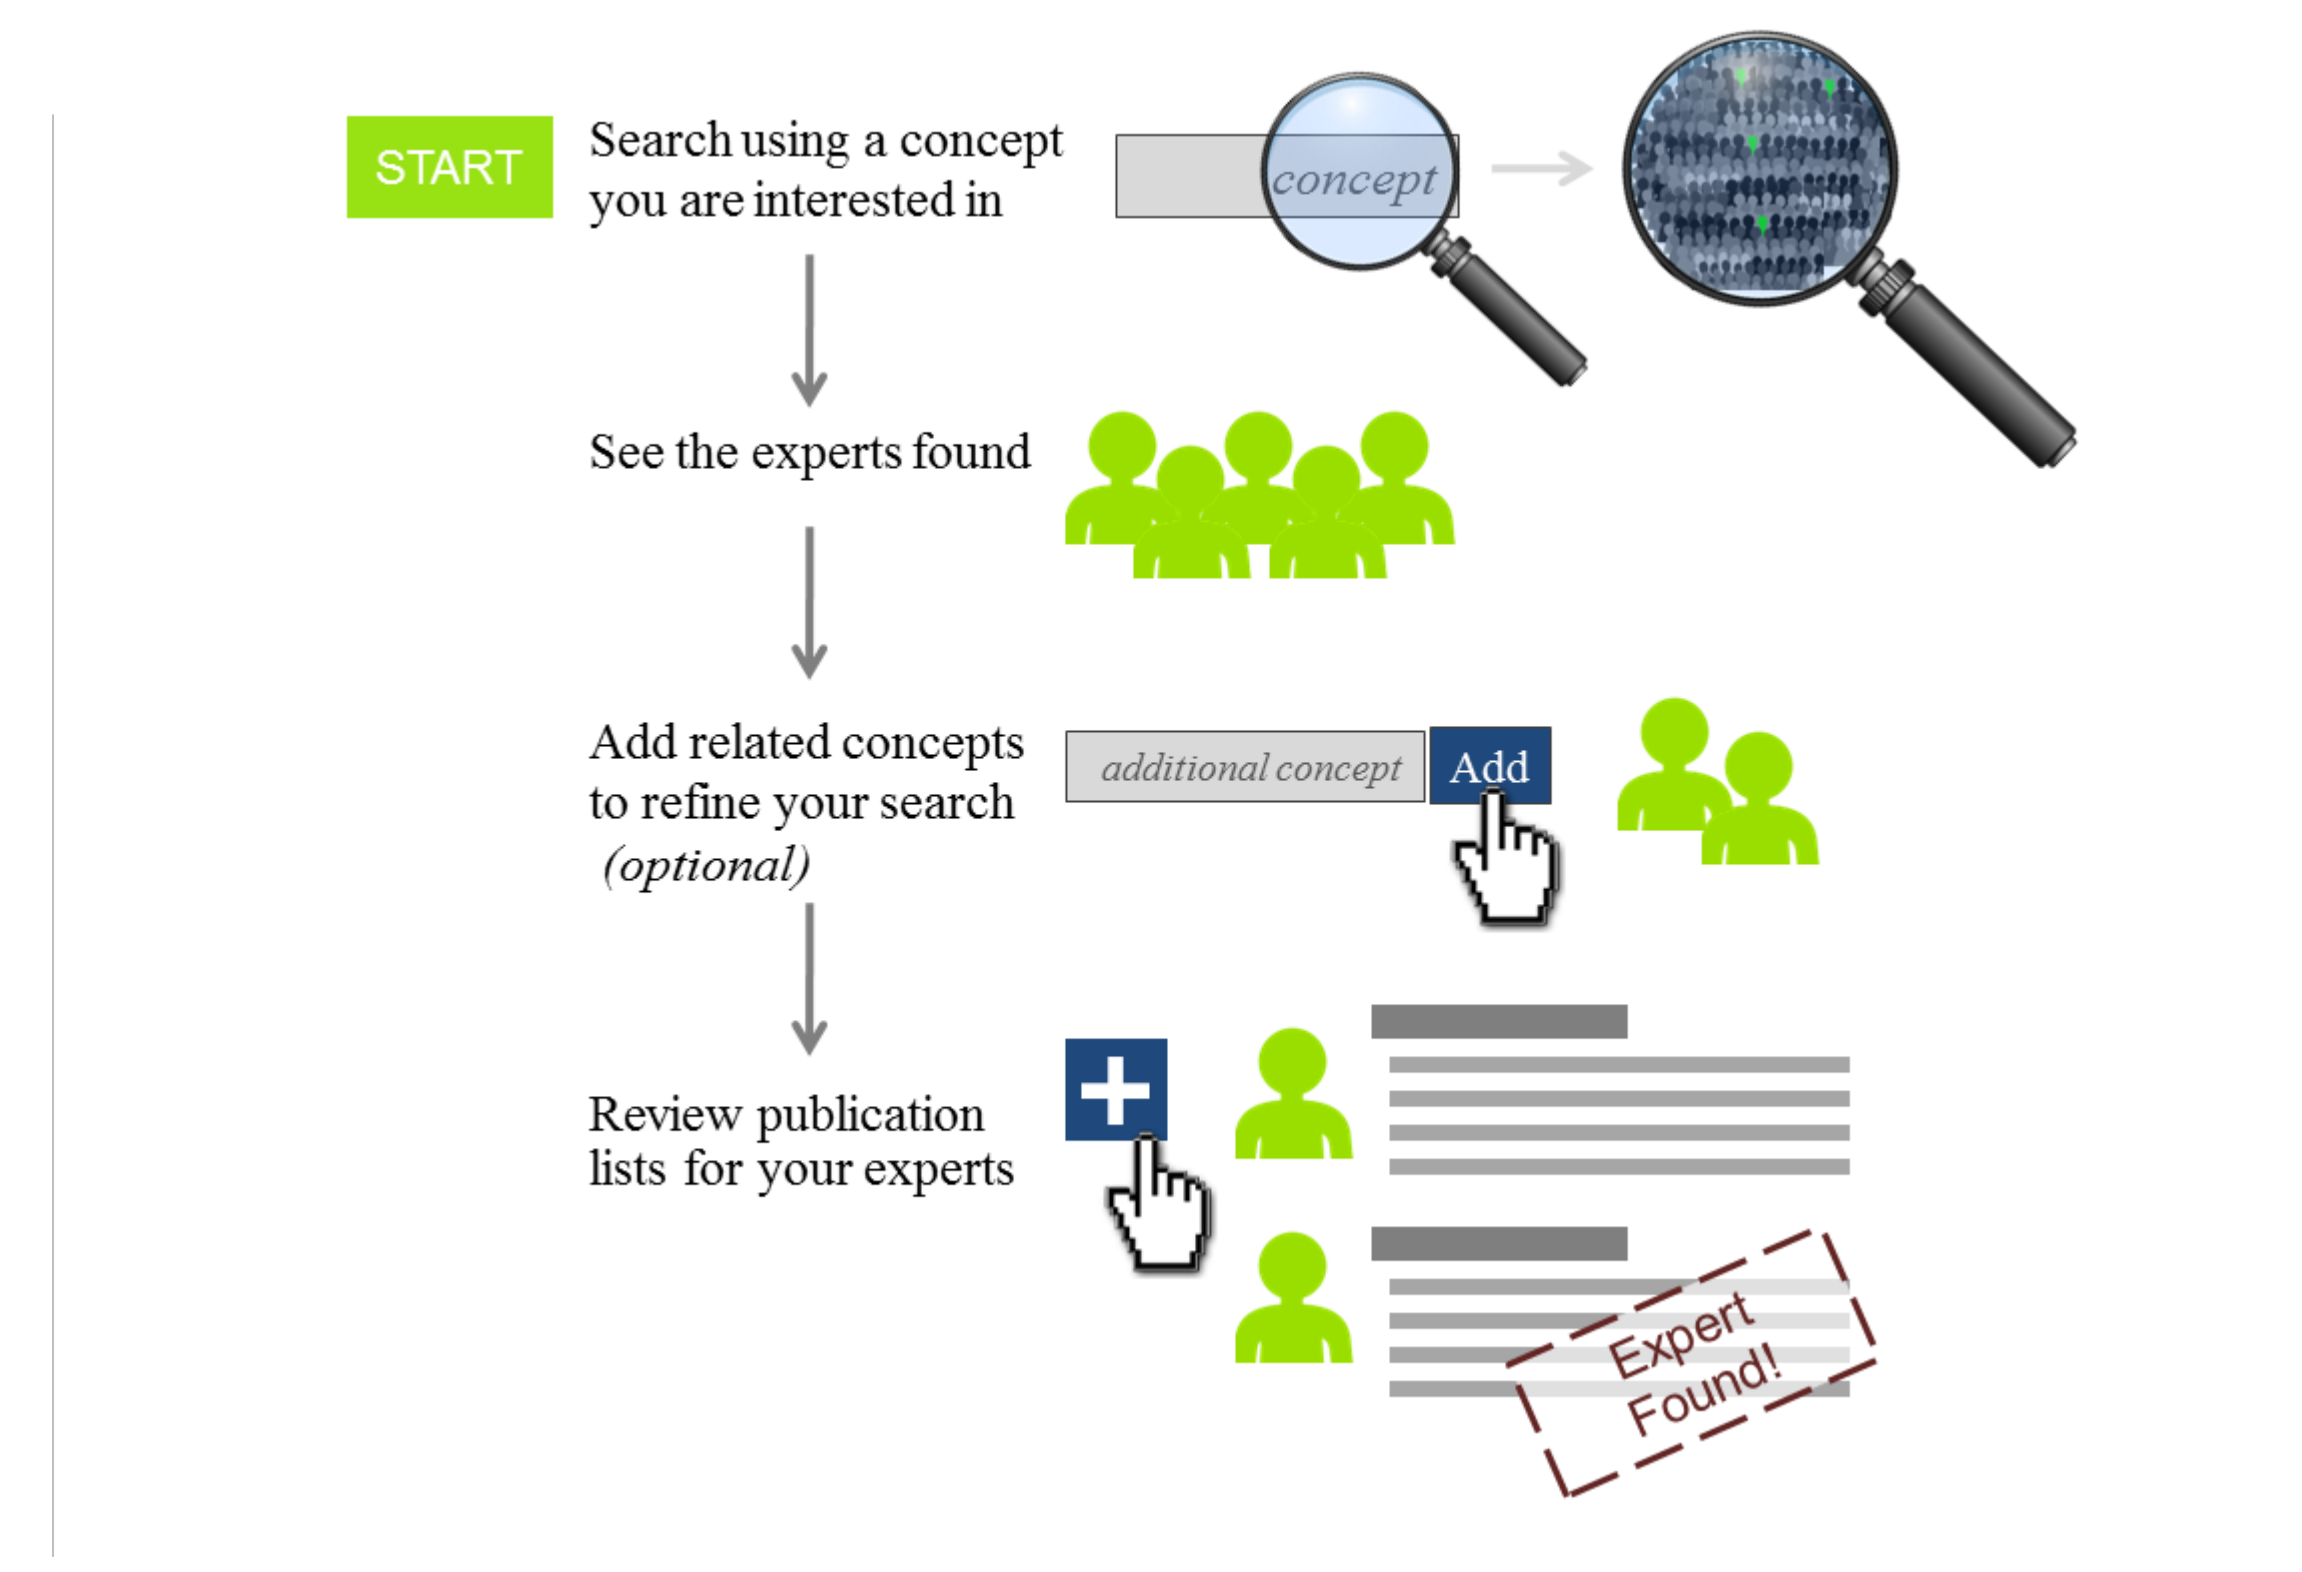 START
Search using a concept
you are interested in
concept
See the experts found
Add related concepts
to refine your search
(optional)
additional concept
Add
Review publication
lists for your experts
Expert
Found!